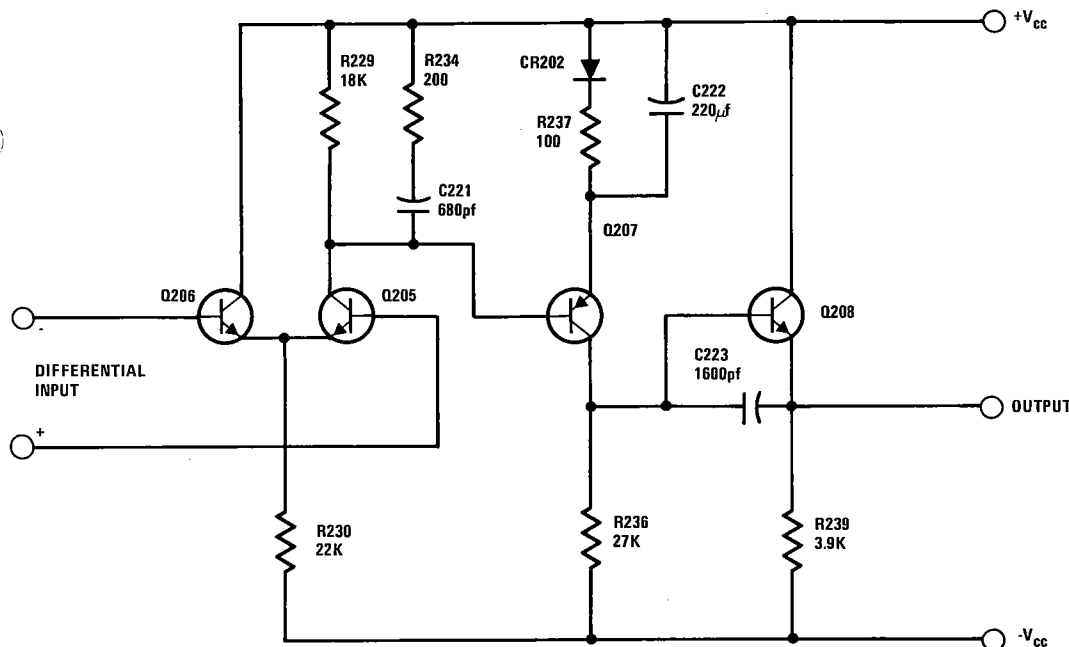 +Vcc
R229
18K
R234
200
CR202
C222
220µf
R237
100
C221
680pf
Q207
Q206
Q205
Q208
-
DIFFERENTIAL
INPUT
C223
1600pf
OUTPUT
+
R230
22K
R236
27K
R239
3.9K
-Vcc